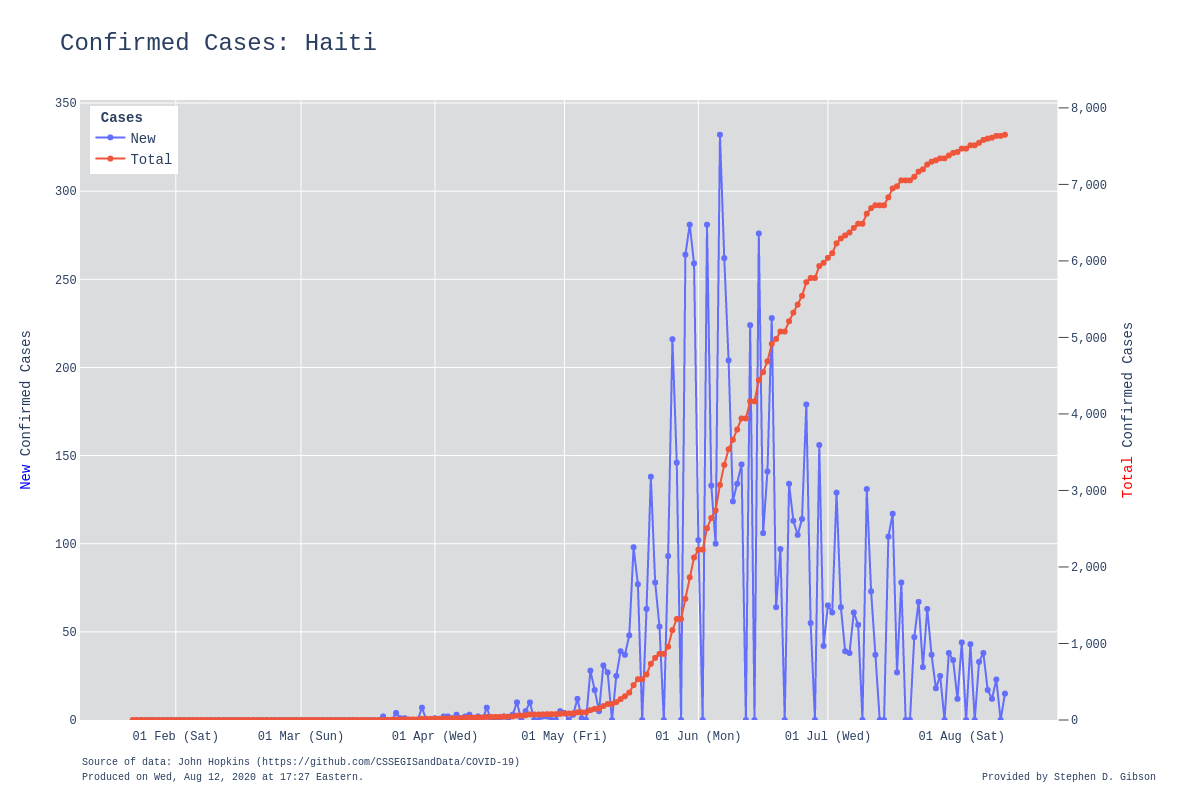 Confirmed Cases: Haiti
Cases
New
Total
350
300
250
200
150
100
50
0
8,000
7,000
6,000
5,000
4,000
3,000
2,000
1,000
0
New Confirmed Cases
Total Confirmed Cases
01 Feb (Sat)
01 Mar (Sun)
01 Apr (Wed)
01 May (Fri)
01 Jun (Mon)
01 Jul (Wed)
01 Aug (Sat)
Source of data: John Hopkins (https://github.com/CSSEGISandData/COVID-19)
Produced on Wed, Aug 12, 2020 at 17:27 Eastern.
Provided by Stephen D. Gibson